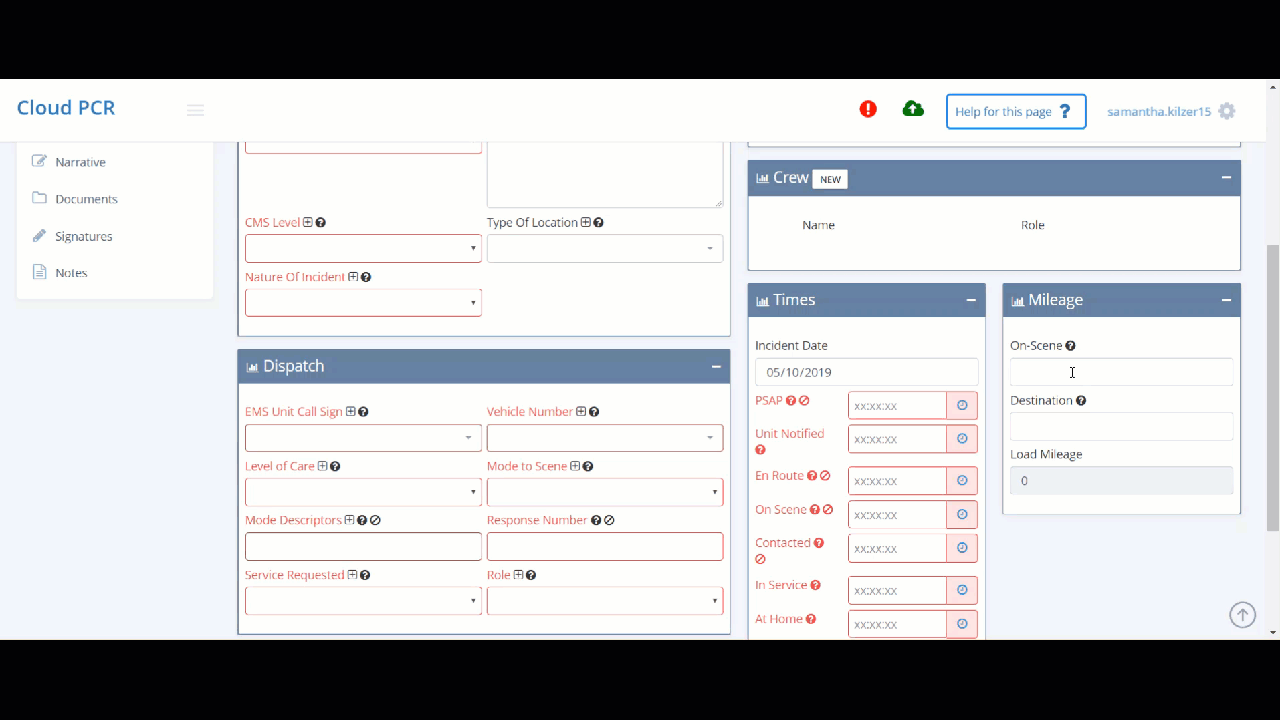 Cloud PCR
Help for this page ?
samantha.kilzer15
Narrative
Documents
Signatures
Notes
CMS Level
Type Of Location
Nature Of Incident
Dispatch
EMS Unit Call Sign
Vehicle Number
Level of Care
Mode to Scene
Mode Descriptors
Response Number
Service Requested
Role
Crew NEW
Name
Role
Times
Incident Date
05/10/2019
PSAP
xx:xx:xx
Unit Notified
xx:xx:xx
En Route
xx:xx:xx
On Scene
xx:xx:xx
Contacted
xx:xx:xx
In Service
xx:xx:xx
At Home
xx:xx:xx
Mileage
On-Scene
Destination
Load Mileage
0